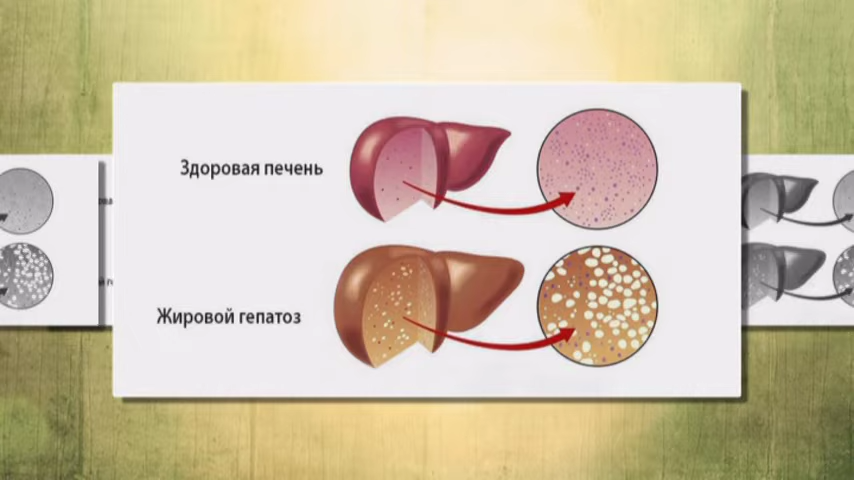 Здоровая печень
Жировой гепатоз